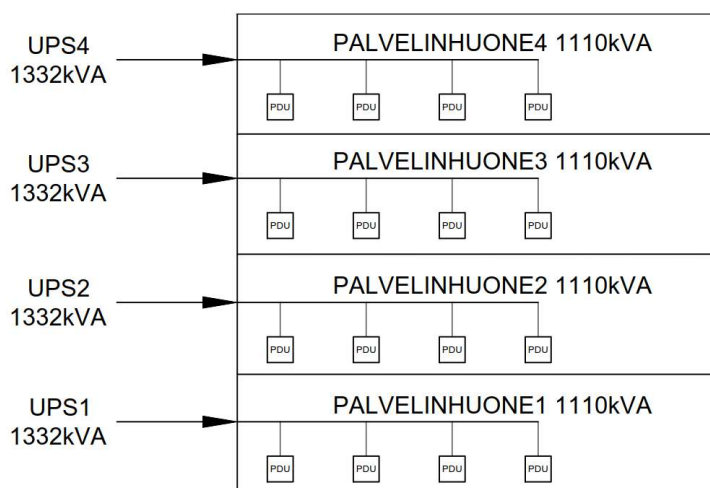 UPS4
1332kVA
PALVELINHUONE4 1110kVA
PDU PDU PDU PDU
UPS3
1332kVA
PALVELINHUONE3 1110kVA
PDU PDU PDU PDU
UPS2
1332kVA
PALVELINHUONE2 1110kVA
PDU PDU PDU PDU
UPS1
1332kVA
PALVELINHUONE1 1110kVA
PDU PDU PDU PDU